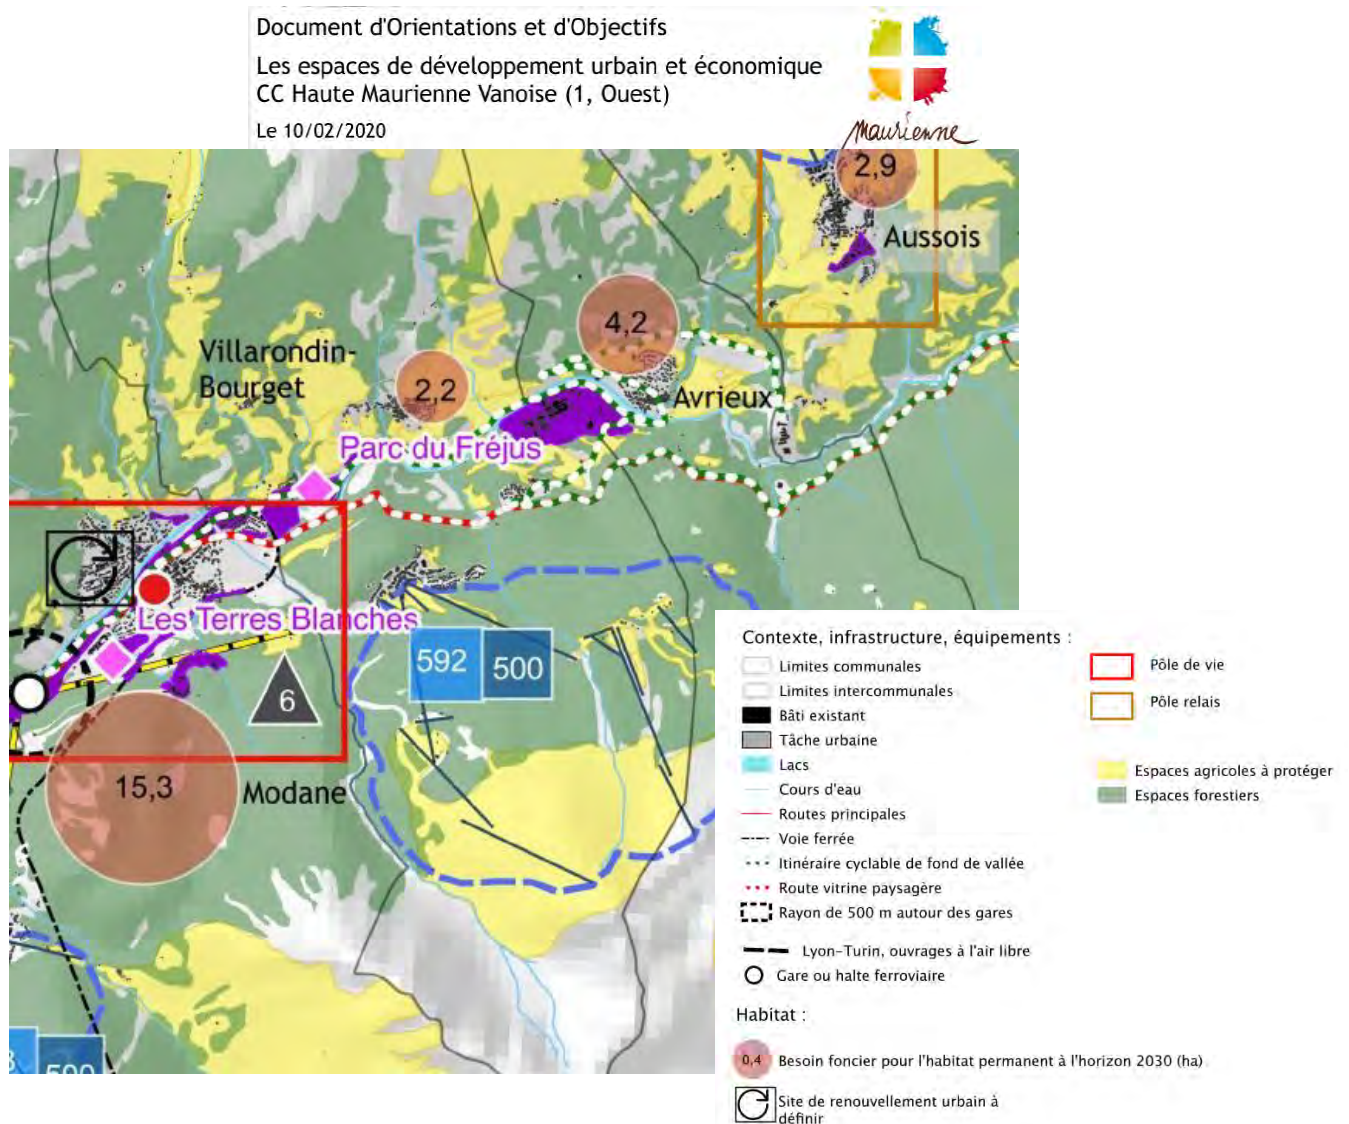 Document d'Orientations et d'Objectifs
Les espaces de développement urbain et économique
CC Haute Maurienne Vanoise (1, Ouest)
Le 10/02/2020
maurienne
2,9
Aussois
4,2
Villarondin-
Bourget
2,2
Avrieux
Parc du Fréjus
Les Terres Blanches
592
500
6
15,3
Modane
500
Contexte, infrastructure, équipements :
Limites communales
Limites intercommunales
Bâti existant
Tâche urbaine
Lacs
Cours d'eau
Routes principales
Voie ferrée
Itinéraire cyclable de fond de vallée
Route vitrine paysagère
Rayon de 500 m autour des gares
Lyon-Turin, ouvrages à l'air libre
Gare ou halte ferroviaire
Pôle de vie
Pôle relais
Espaces agricoles à protéger
Espaces forestiers
Habitat :
0,4
Besoin foncier pour l'habitat permanent à l'horizon 2030 (ha)
Site de renouvellement urbain à
définir